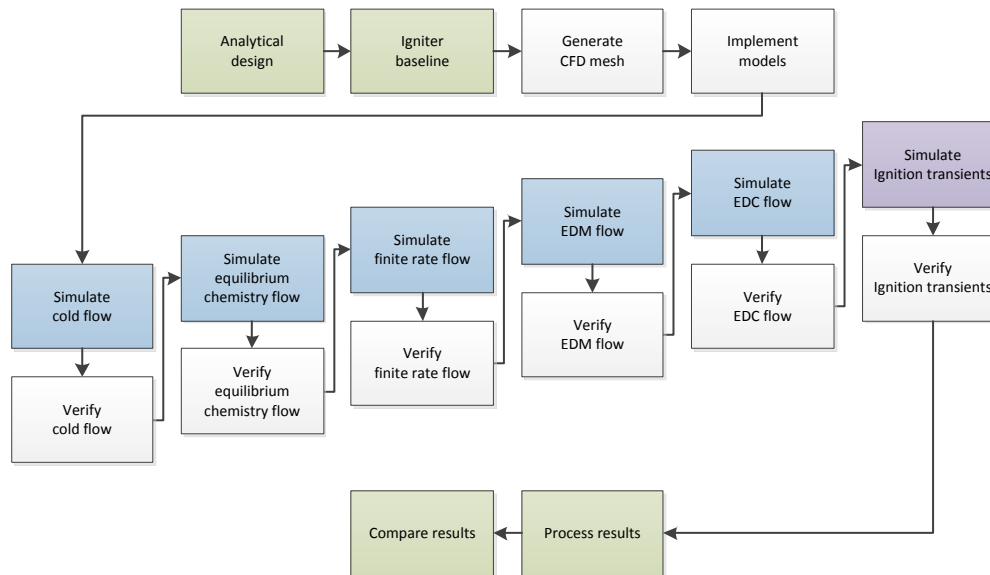 Analytical
design
Igniter
baseline
Generate
CFD mesh
Implement
models
Simulate
Ignition transients
Simulate
EDC flow
Simulate
EDM flow
Simulate
finite rate flow
Simulate
equilibrium
chemistry flow
Simulate
cold flow
Verify
Ignition transients
Verify
EDC flow
Verify
EDM flow
Verify
finite rate flow
Verify
equilibrium
chemistry flow
Verify
cold flow
Compare results
Process results